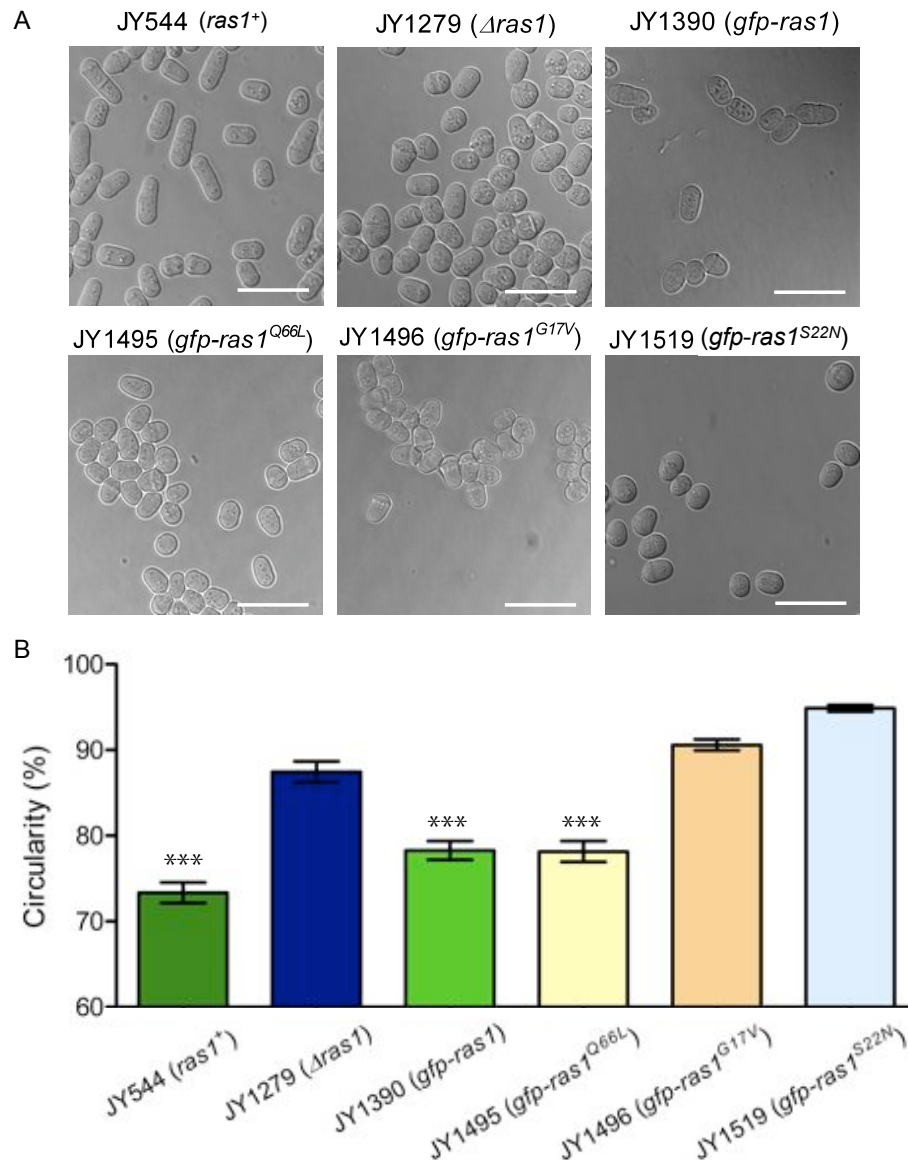 A
JY544 (ras1⁺) JY1279 (Δras1) JY1390 (gfp-ras1)
JY1495 (gfp-ras1Q66L) JY1496 (gfp-ras1G17V) JY1519 (gfp-ras1S22N)
B
Circularity (%)
100
90
80
70
60
***
***
***
JY544 (ras1⁺)
JY1279 (Δras1)
JY1390 (gfp-ras1)
JY1495 (gfp-ras1Q66L)
JY1496 (gfp-ras1G17V)
JY1519 (gfp-ras1S22N)